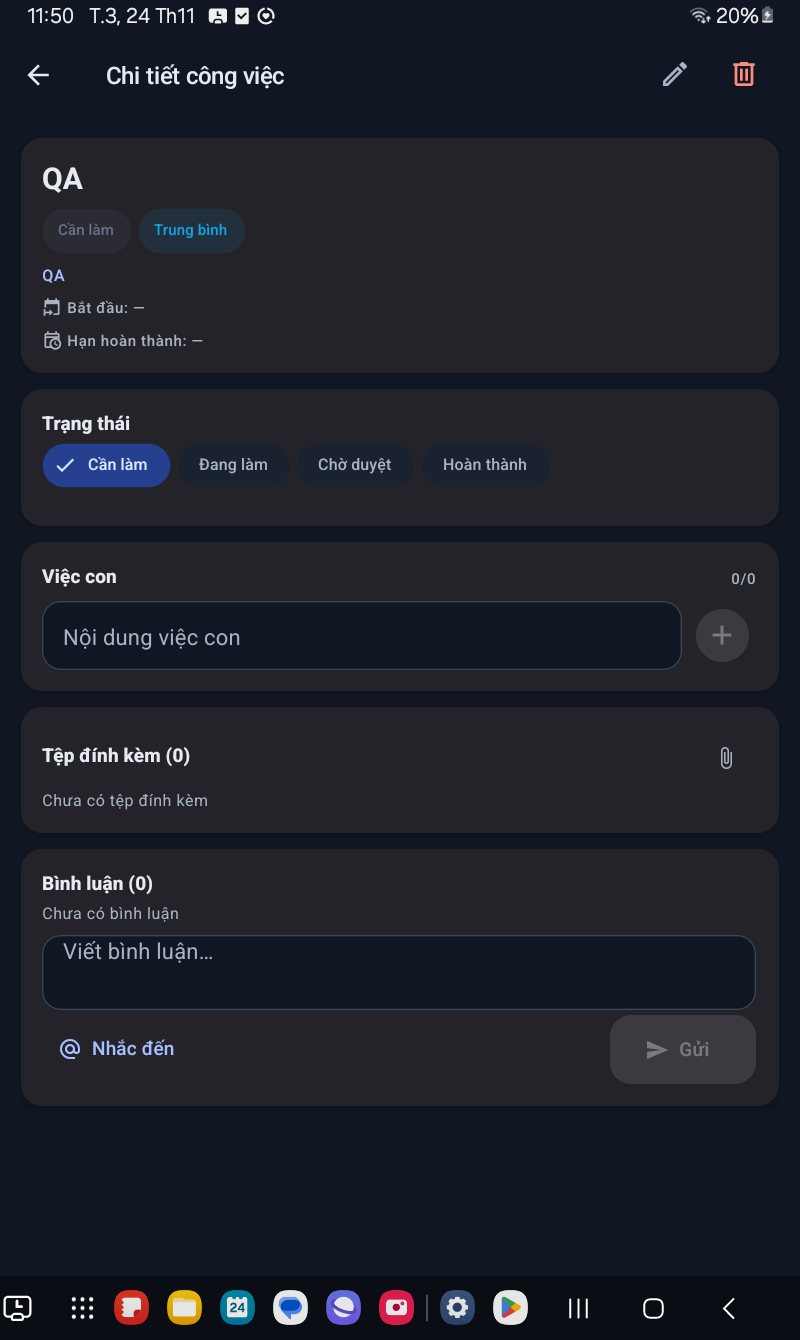 11:50 T.3, 24 Th11 20%
Chi tiết công việc
QA
Cần làm Trung bình
QA
Bắt đầu: —
Hạn hoàn thành: —
Trạng thái
Cần làm Đang làm Chờ duyệt Hoàn thành
Việc con 0/0
Nội dung việc con
Tệp đính kèm (0)
Chưa có tệp đính kèm
Bình luận (0)
Chưa có bình luận
Viết bình luận...
@ Nhắc đến Gửi
24